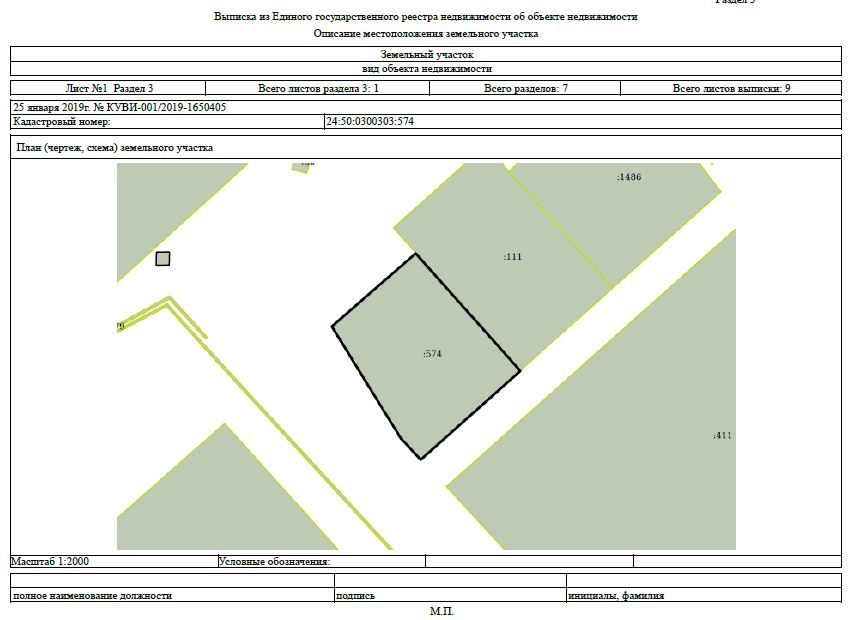 Раздел 3
Выписка из Единого государственного реестра недвижимости об объекте недвижимости
Описание местоположения земельного участка
Земельный участок
вид объекта недвижимости
Лист №1 Раздел 3 Всего листов раздела 3: 1 Всего разделов: 7 Всего листов выписки: 9
25 января 2019г. № КУВИ-001/2019-1650405
Кадастровый номер: 24:50:0300303:574
План (чертеж, схема) земельного участка
:1486
:111
:574
:411
Масштаб 1:2000 Условные обозначения:
полное наименование должности подпись инициалы, фамилия
М.П.